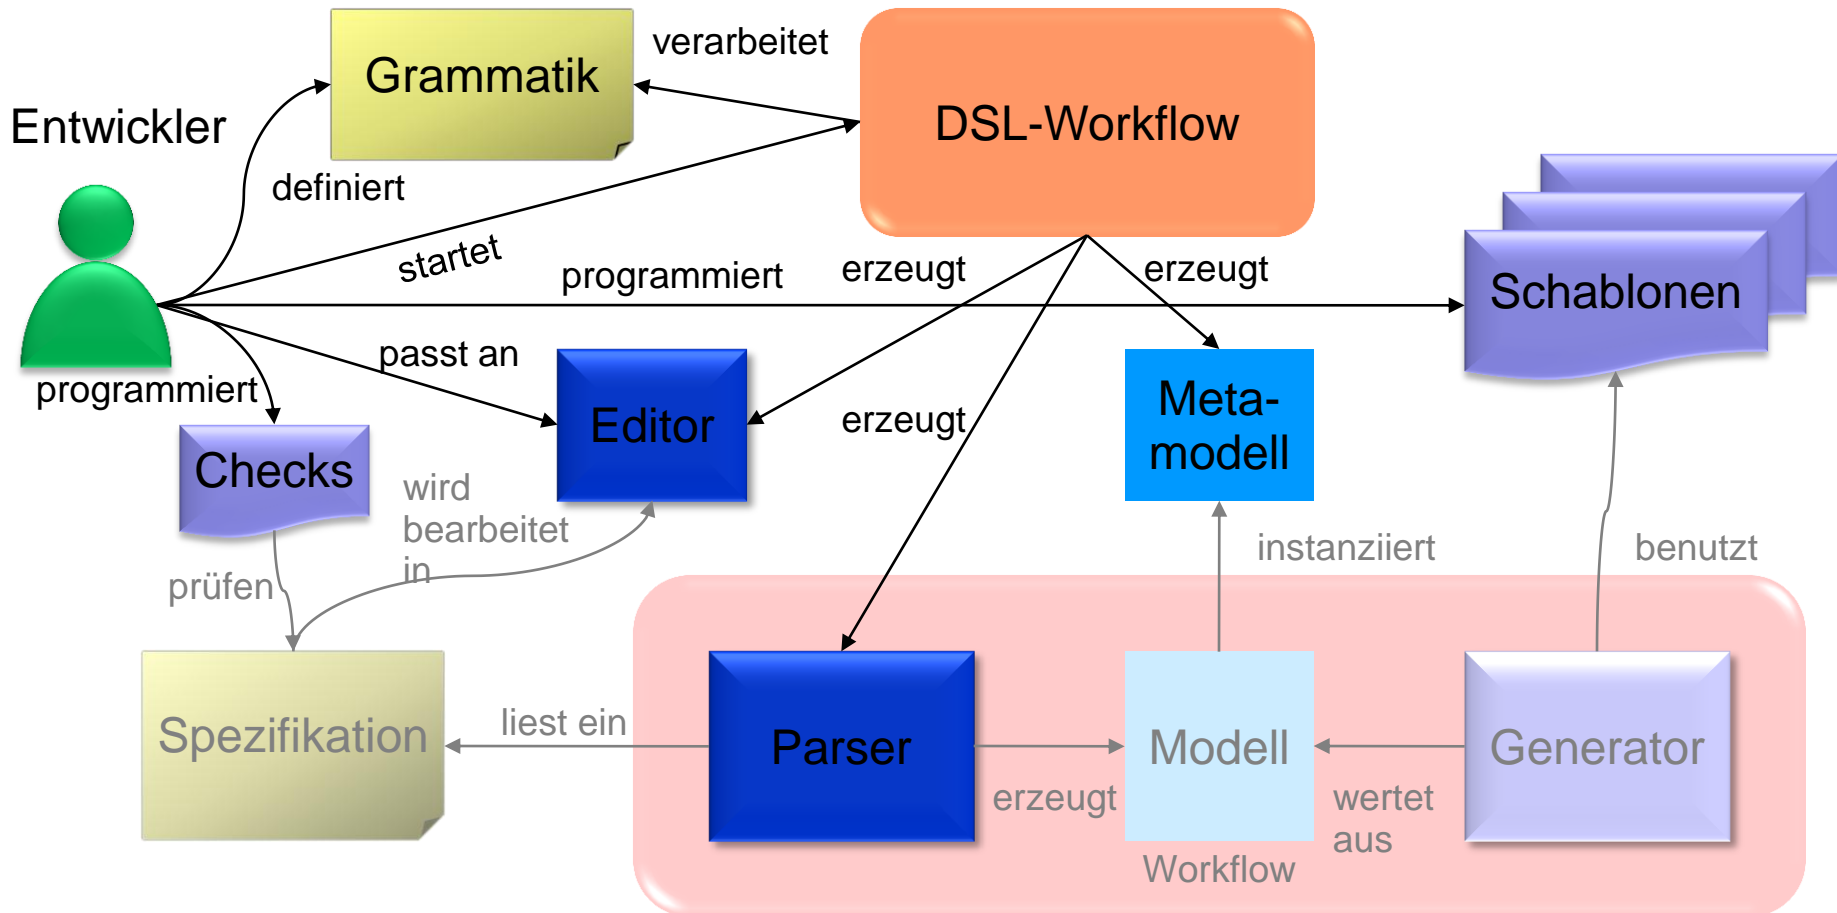 verarbeitet
Grammatik
DSL-Workflow
Entwickler
definiert
startet
programmiert
erzeugt
erzeugt
Schablonen
passt an
programmiert
Editor
erzeugt
Meta-
modell
Checks
wird
bearbeitet
in
prüfen
instanziiert
benutzt
Spezifikation
liest ein
Parser
erzeugt
Modell
wertet
aus
Generator
Workflow